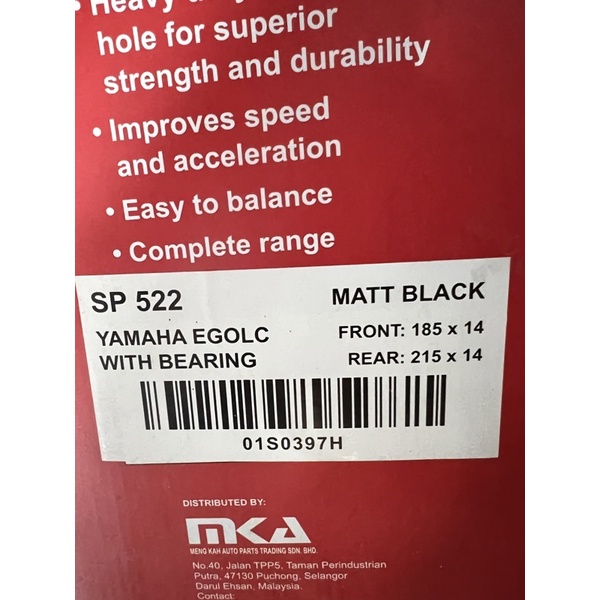 hole for superior
strength and durability
• Improves speed
and acceleration
• Easy to balance
• Complete range
SP 522 MATT BLACK
YAMAHA EGOLC FRONT: 185 x 14
WITH BEARING REAR: 215 x 14
01S0397H
DISTRIBUTED BY:
MKA
MENG KAH AUTO PARTS TRADING SDN. BHD.
No.40, Jalan TPP5, Taman Perindustrian
Putra, 47130 Puchong, Selangor
Darul Ehsan, Malaysia.
Contact: